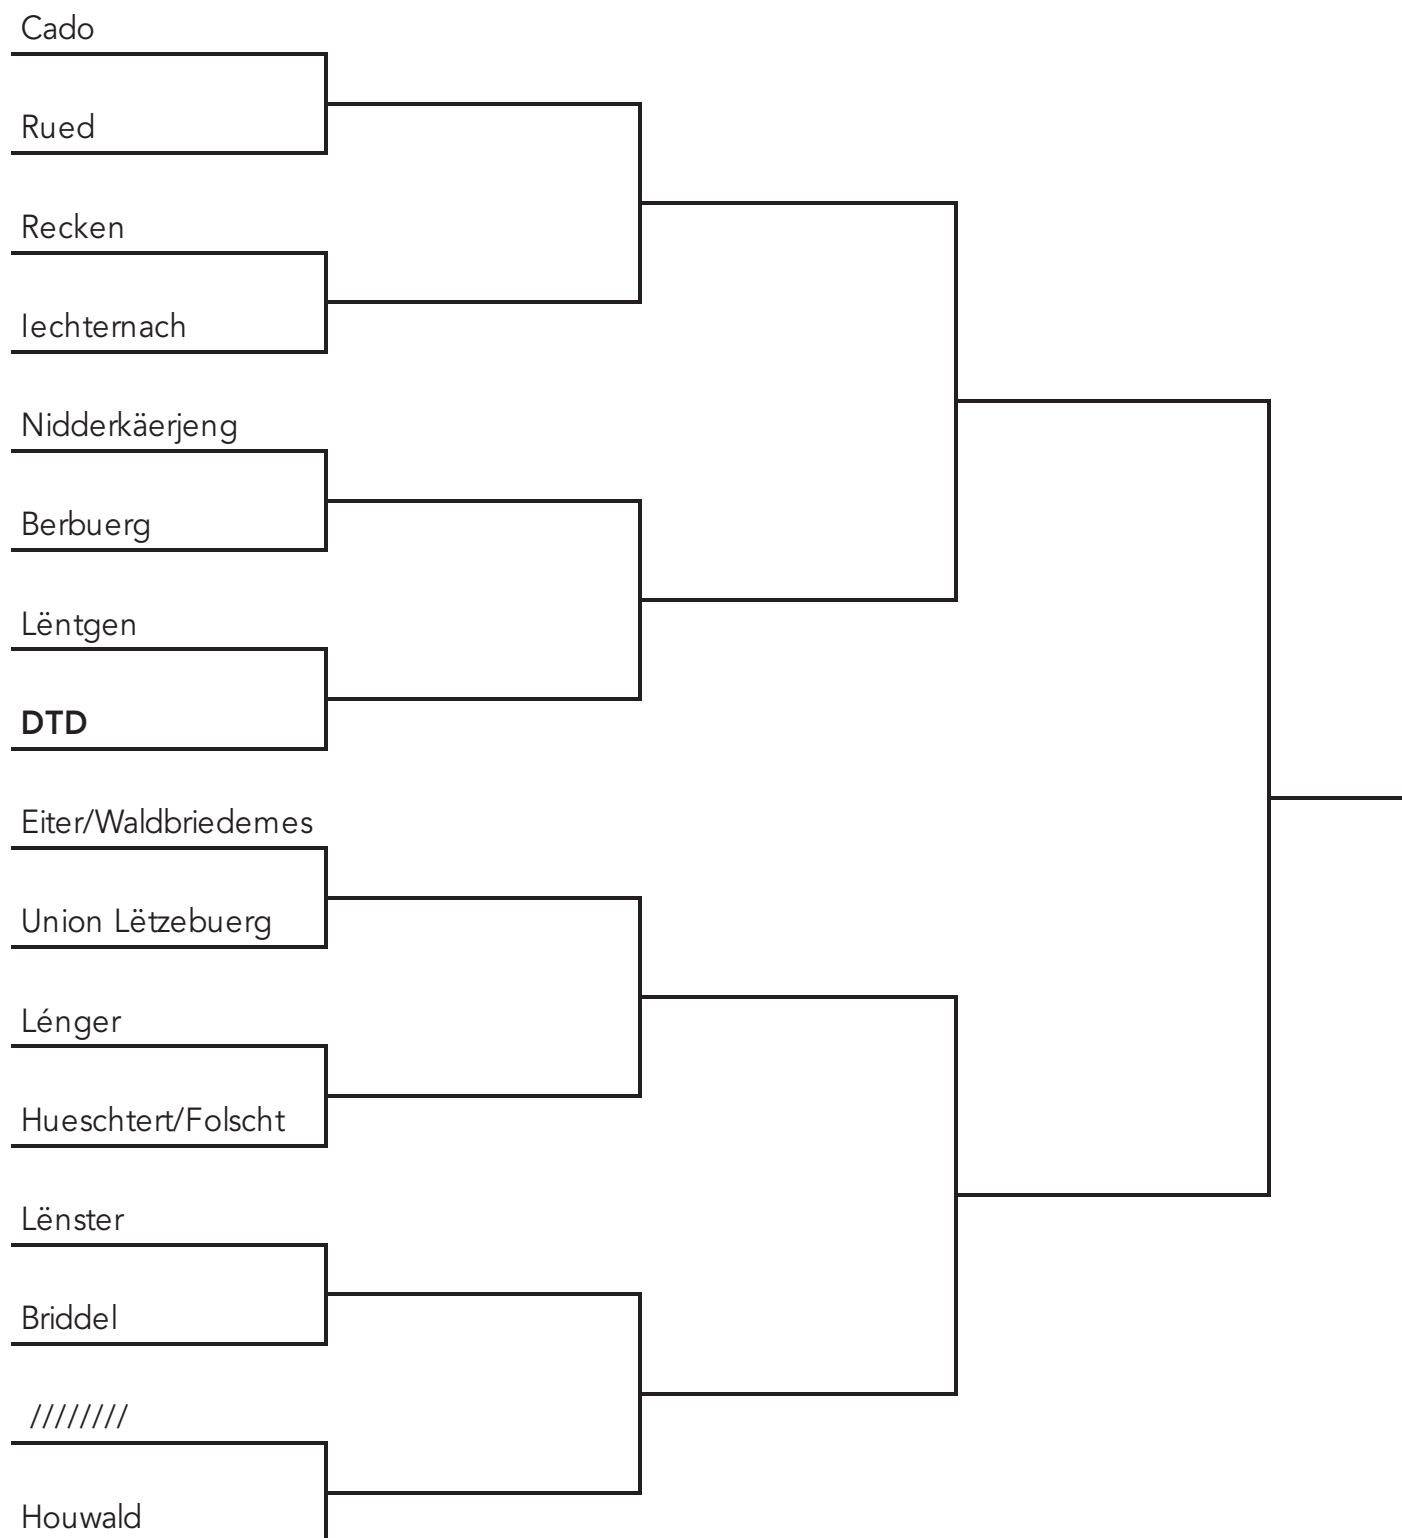 Cado
Rued
Recken
Iechternach
Nidderkäerjeng
Berbuerg
Lëntgen
DTD
Eiter/Waldbriedemes
Union Lëtzebuerg
Lénger
Hueschtert/Folscht
Lënster
Briddel
////////
Houwald